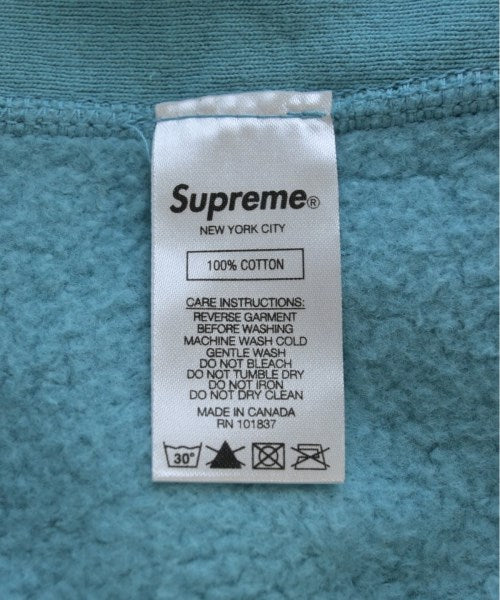 Supreme®
NEW YORK CITY
100% COTTON
CARE INSTRUCTIONS:
REVERSE GARMENT
BEFORE WASHING
MACHINE WASH COLD
GENTLE WASH
DO NOT BLEACH
DO NOT TUMBLE DRY
DO NOT IRON
DO NOT DRY CLEAN
MADE IN CANADA
RN 101837
30°